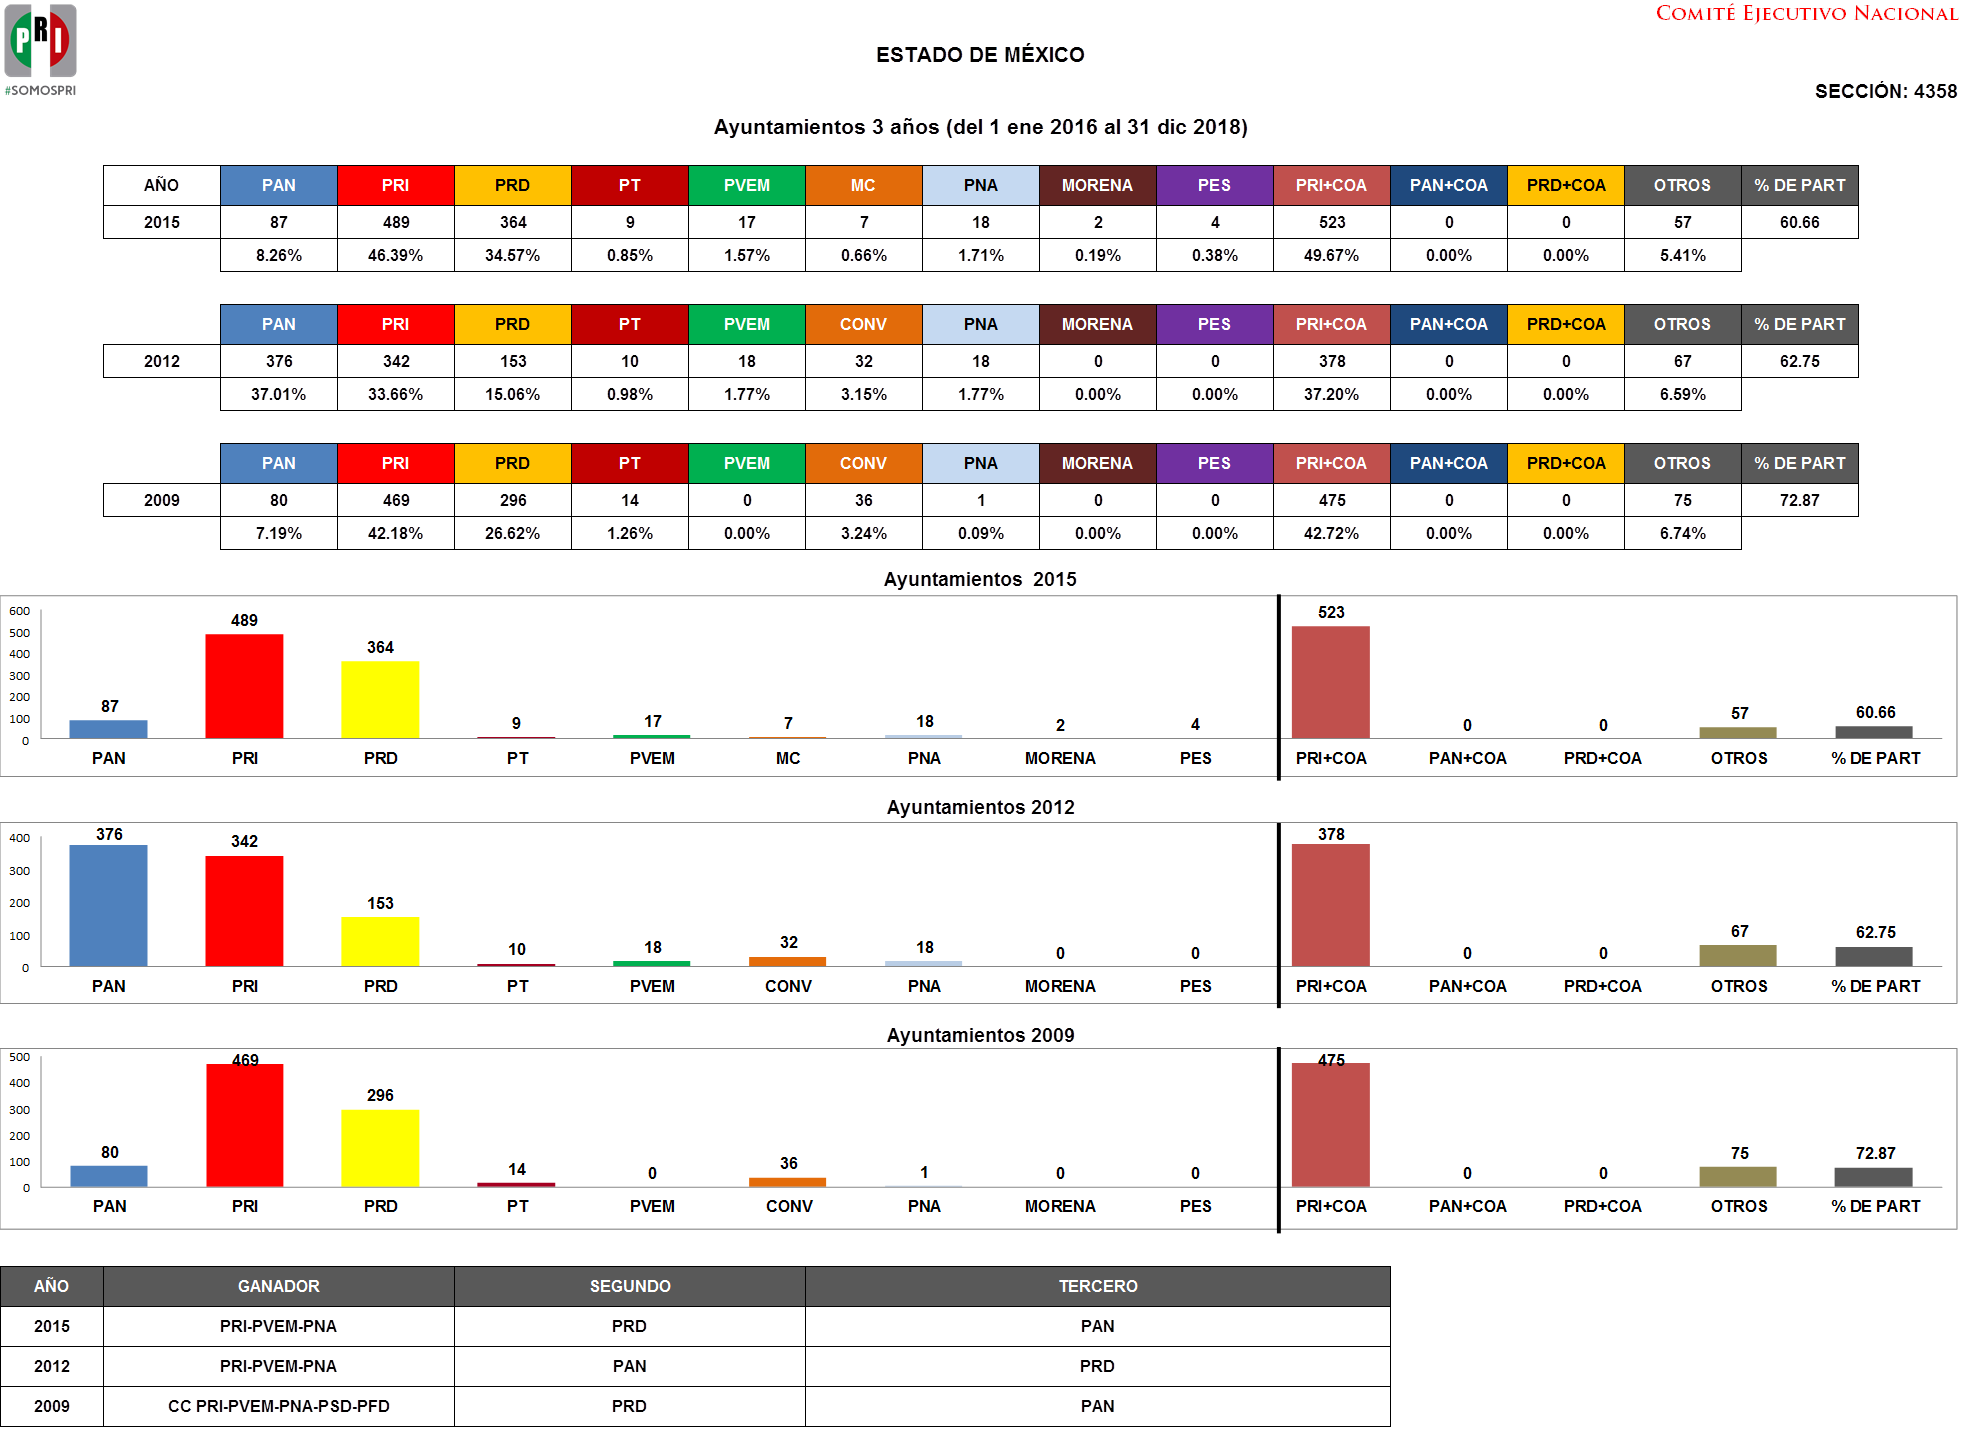 PRI
#SOMOSPRI
COMITÉ EJECUTIVO NACIONAL
ESTADO DE MÉXICO
SECCIÓN: 4358
Ayuntamientos 3 años (del 1 ene 2016 al 31 dic 2018)
AÑO PAN PRI PRD PT PVEM MC PNA MORENA PES PRI+COA PAN+COA PRD+COA OTROS % DE PART
2015 87 489 364 9 17 7 18 2 4 523 0 0 57 60.66
8.26% 46.39% 34.57% 0.85% 1.57% 0.66% 1.71% 0.19% 0.38% 49.67% 0.00% 0.00% 5.41%
PAN PRI PRD PT PVEM CONV PNA MORENA PES PRI+COA PAN+COA PRD+COA OTROS % DE PART
2012 376 342 153 10 18 32 18 0 0 378 0 0 67 62.75
37.01% 33.66% 15.06% 0.98% 1.77% 3.15% 1.77% 0.00% 0.00% 37.20% 0.00% 0.00% 6.59%
PAN PRI PRD PT PVEM CONV PNA MORENA PES PRI+COA PAN+COA PRD+COA OTROS % DE PART
2009 80 469 296 14 0 36 1 0 0 475 0 0 75 72.87
7.19% 42.18% 26.62% 1.26% 0.00% 3.24% 0.09% 0.00% 0.00% 42.72% 0.00% 0.00% 6.74%
Ayuntamientos 2015
600
500
400
300
200
100
0
87 489 364 9 17 7 18 2 4 523 0 0 57 60.66
PAN PRI PRD PT PVEM MC PNA MORENA PES PRI+COA PAN+COA PRD+COA OTROS % DE PART
Ayuntamientos 2012
400
300
200
100
0
376 342 153 10 18 32 18 0 0 378 0 0 67 62.75
PAN PRI PRD PT PVEM CONV PNA MORENA PES PRI+COA PAN+COA PRD+COA OTROS % DE PART
Ayuntamientos 2009
500
400
300
200
100
0
80 469 296 14 0 36 1 0 0 475 0 0 75 72.87
PAN PRI PRD PT PVEM CONV PNA MORENA PES PRI+COA PAN+COA PRD+COA OTROS % DE PART
AÑO GANADOR SEGUNDO TERCERO
2015 PRI-PVEM-PNA PRD PAN
2012 PRI-PVEM-PNA PAN PRD
2009 CC PRI-PVEM-PNA-PSD-PFD PRD PAN